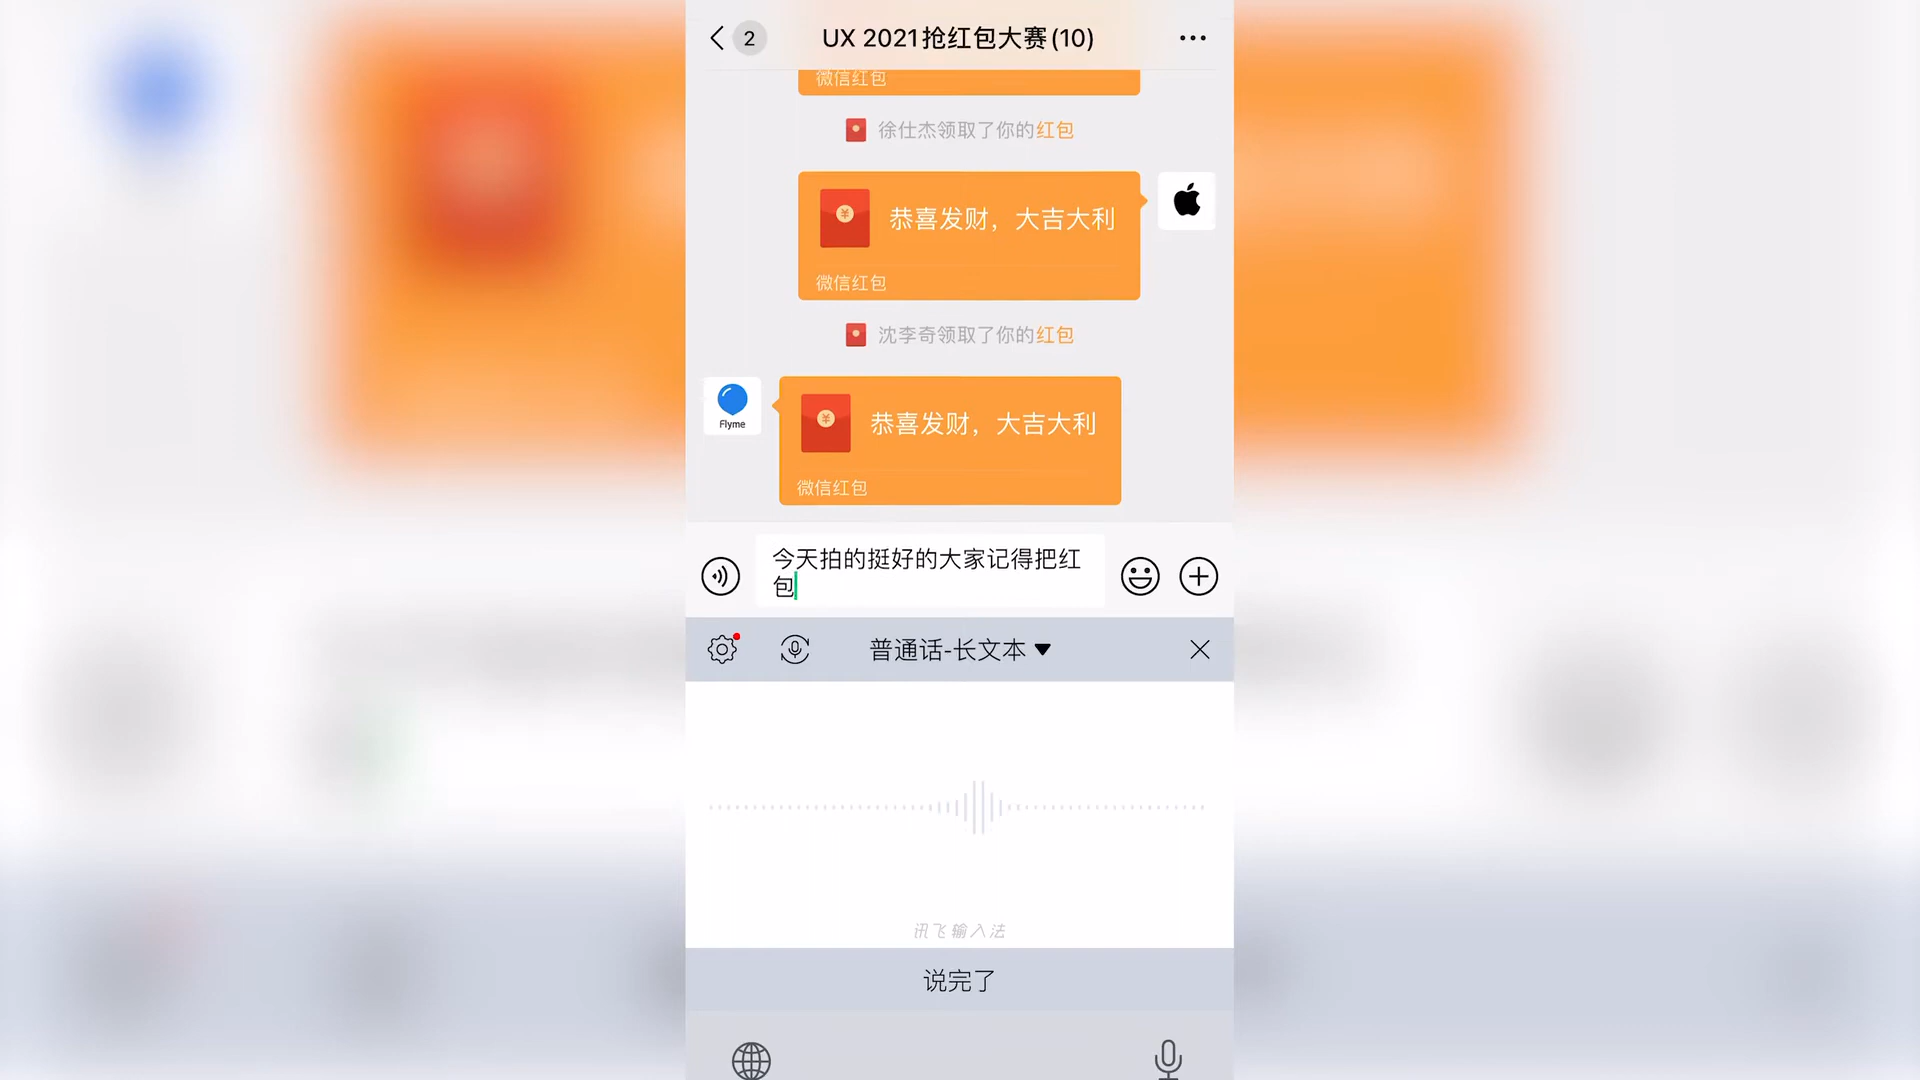 2
UX 2021抢红包大赛(10)
微信红包
徐仕杰领取了你的红包
恭喜发财，大吉大利
微信红包
沈李奇领取了你的红包
Flyme
恭喜发财，大吉大利
微信红包
今天拍的挺好的大家记得把红
包
普通话-长文本
讯飞输入法
说完了